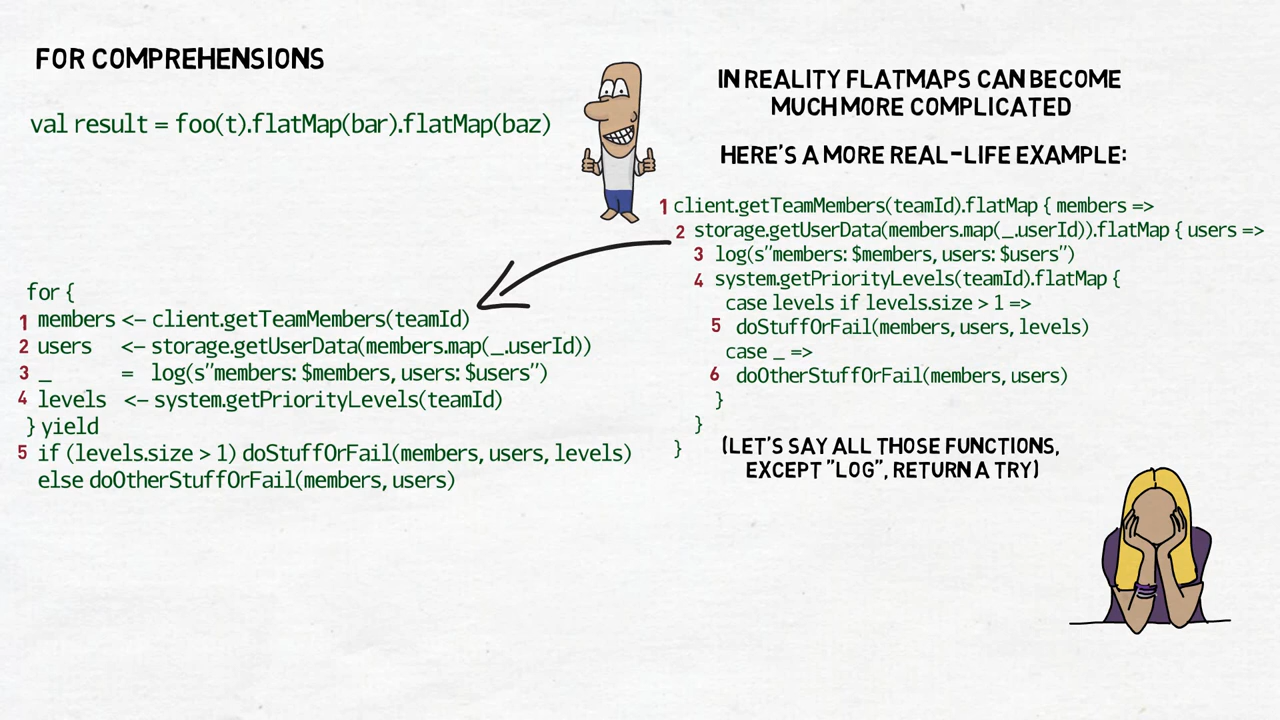 FOR COMPREHENSIONS
val result = foo(t).flatMap(bar).flatMap(baz)
for {
1 members <- client.getTeamMembers(teamId)
2 users <- storage.getUserData(members.map(_.userId))
3 _ = log(s"members: $members, users: $users")
4 levels <- system.getPriorityLevels(teamId)
} yield
5 if (levels.size > 1) doStuffOrFail(members, users, levels)
else doOtherStuffOrFail(members, users)
IN REALITY FLATMAPS CAN BECOME
MUCH MORE COMPLICATED
HERE'S A MORE REAL-LIFE EXAMPLE:
1 client.getTeamMembers(teamId).flatMap { members =>
2 storage.getUserData(members.map(_.userId)).flatMap { users =>
3 log(s"members: $members, users: $users")
4 system.getPriorityLevels(teamId).flatMap {
case levels if levels.size > 1 =>
5 doStuffOrFail(members, users, levels)
case _ =>
6 doOtherStuffOrFail(members, users)
}
}
}
(LET'S SAY ALL THOSE FUNCTIONS,
EXCEPT "LOG", RETURN A TRY)